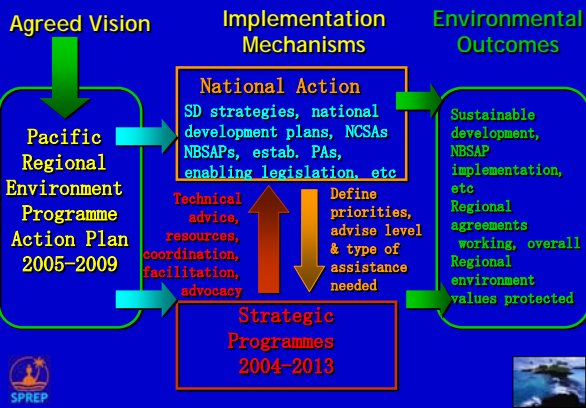 Agreed Vision
Implementation
Mechanisms
Environmental
Outcomes
Pacific
Regional
Environment
Programme
Action Plan
2005-2009
National Action
SD strategies, national
development plans, NCSAs
NBSAPs, estab. PAs,
enabling legislation, etc
Technical
advice,
resources,
coordination,
facilitation,
advocacy
Define
priorities,
advise level
& type of
assistance
needed
Strategic
Programmes
2004-2013
Sustainable
development,
NBSAP
implementation,
etc
Regional
agreements
working, overall
Regional
environment
values protected
SPREP